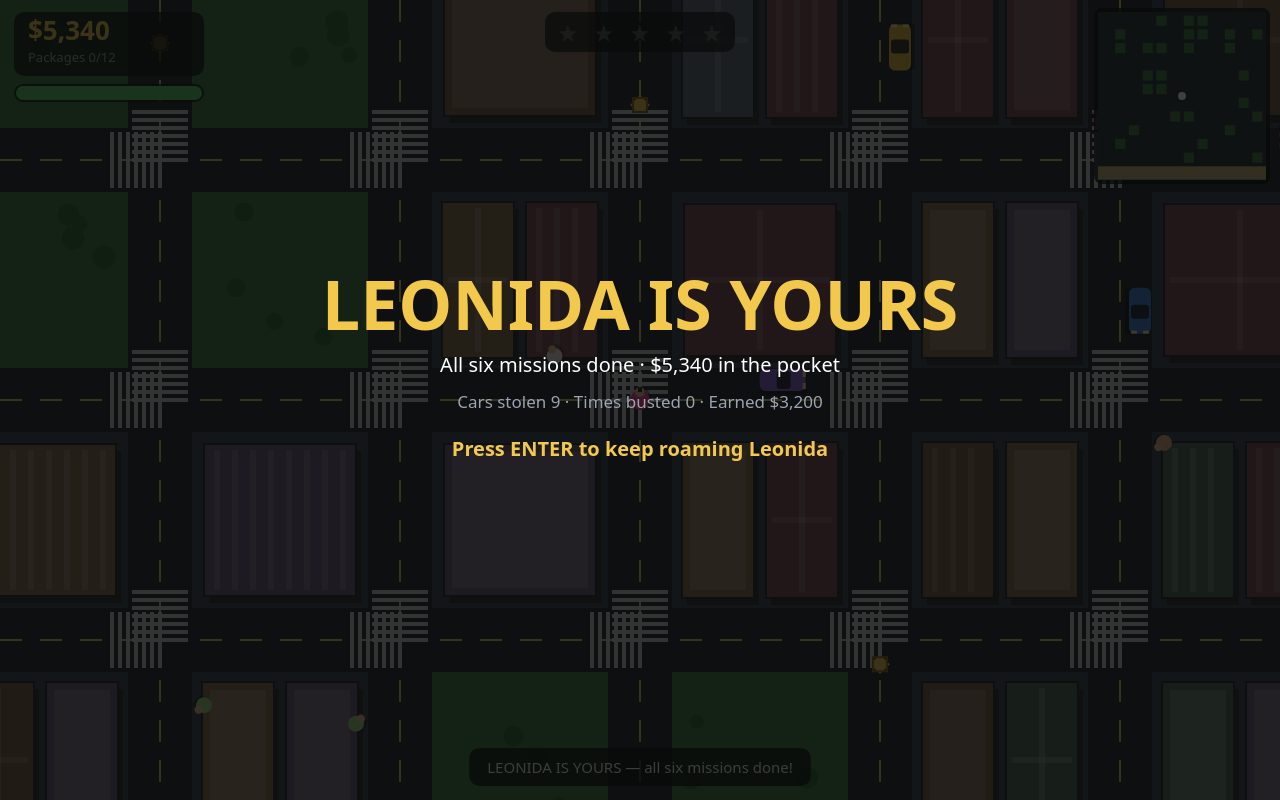 $5,340
Packages 0/12
★ ★ ★ ★ ★
LEONIDA IS YOURS
All six missions done · $5,340 in the pocket
Cars stolen 9 · Times busted 0 · Earned $3,200
Press ENTER to keep roaming Leonida
LEONIDA IS YOURS — all six missions done!